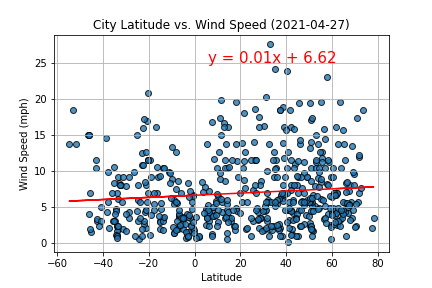 City Latitude vs. Wind Speed (2021-04-27)
y = 0.01x + 6.62
Wind Speed (mph)
25
20
15
10
5
0
−60 −40 −20 0 20 40 60 80
Latitude